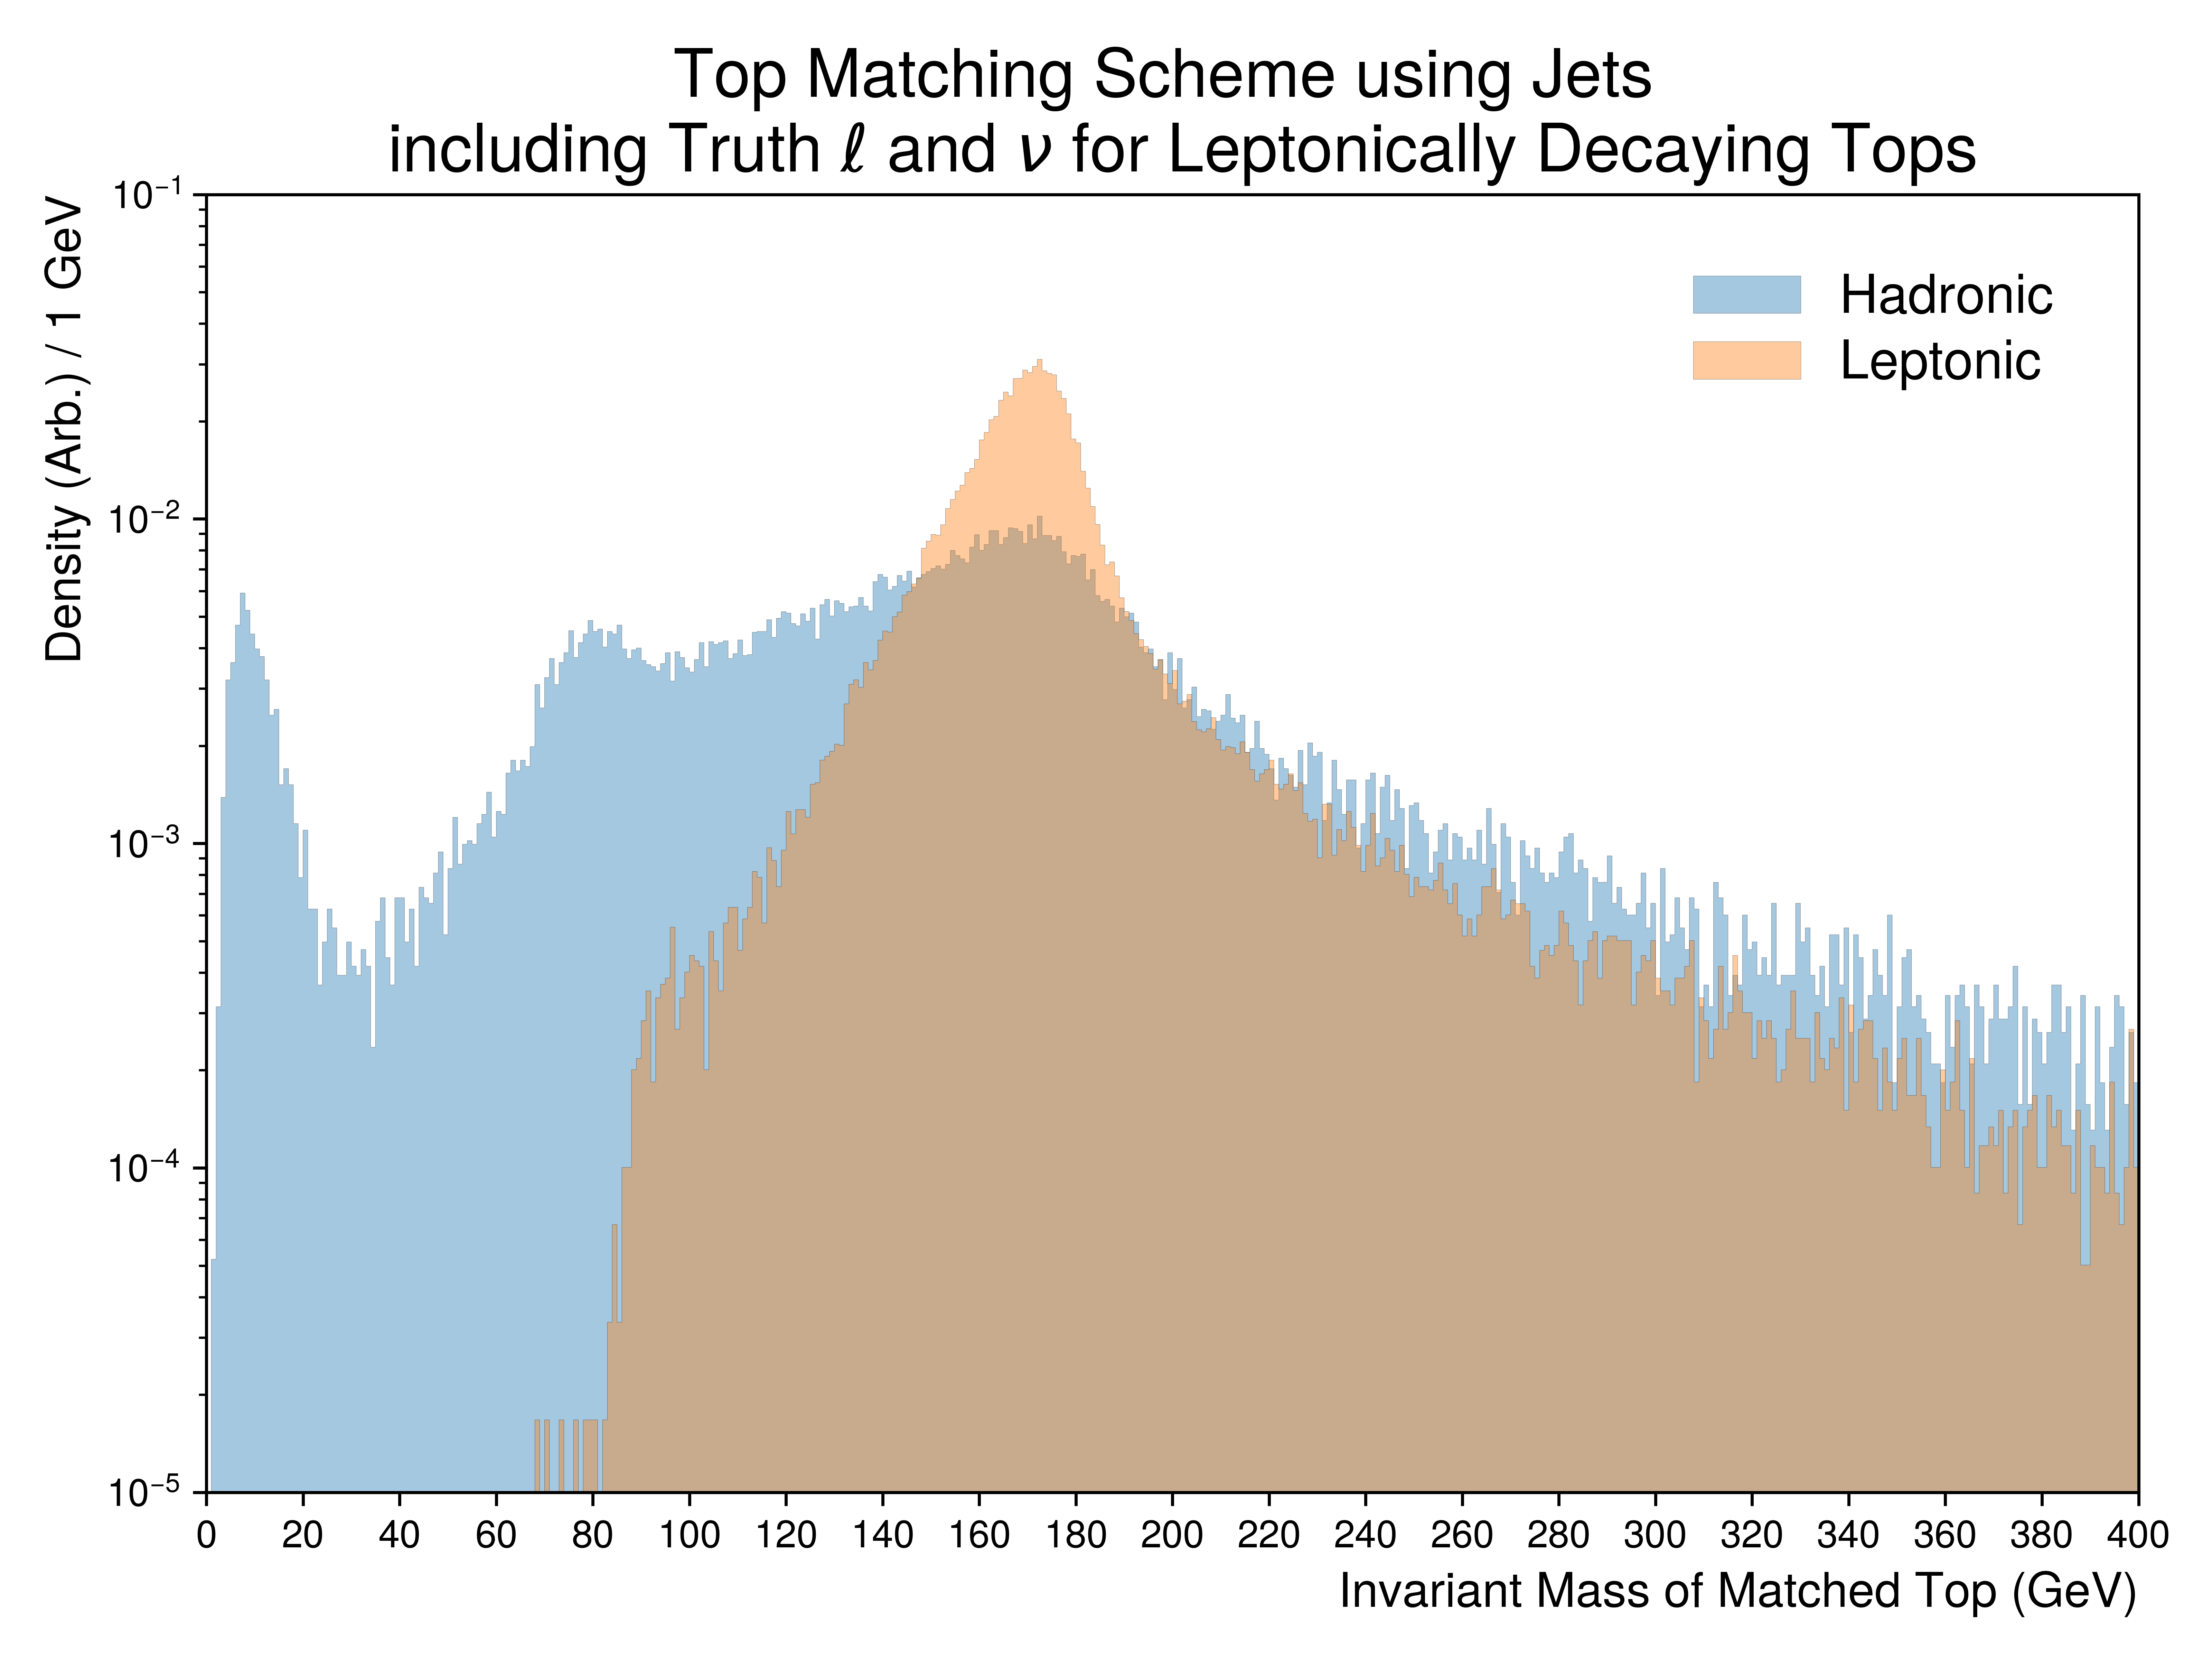 Top Matching Scheme using Jets
including Truth ℓ and ν for Leptonically Decaying Tops
Density (Arb.) / 1 GeV
10⁻¹
10⁻²
10⁻³
10⁻⁴
10⁻⁵
Hadronic
Leptonic
0 20 40 60 80 100 120 140 160 180 200 220 240 260 280 300 320 340 360 380 400
Invariant Mass of Matched Top (GeV)